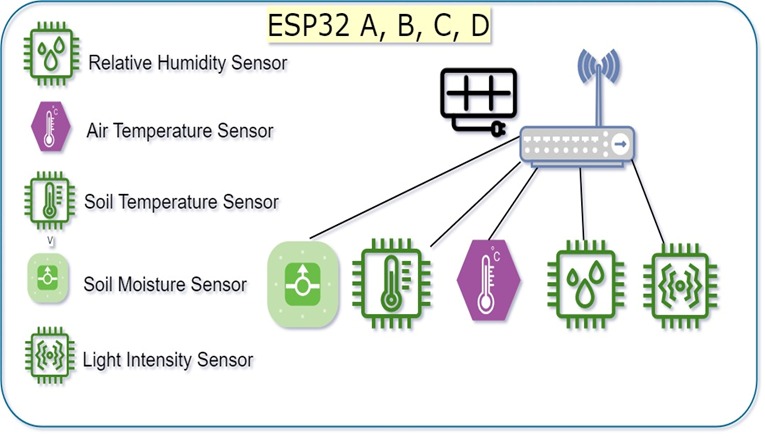 ESP32 A, B, C, D
Relative Humidity Sensor
°C
Air Temperature Sensor
Soil Temperature Sensor
V
Soil Moisture Sensor
Light Intensity Sensor
°C